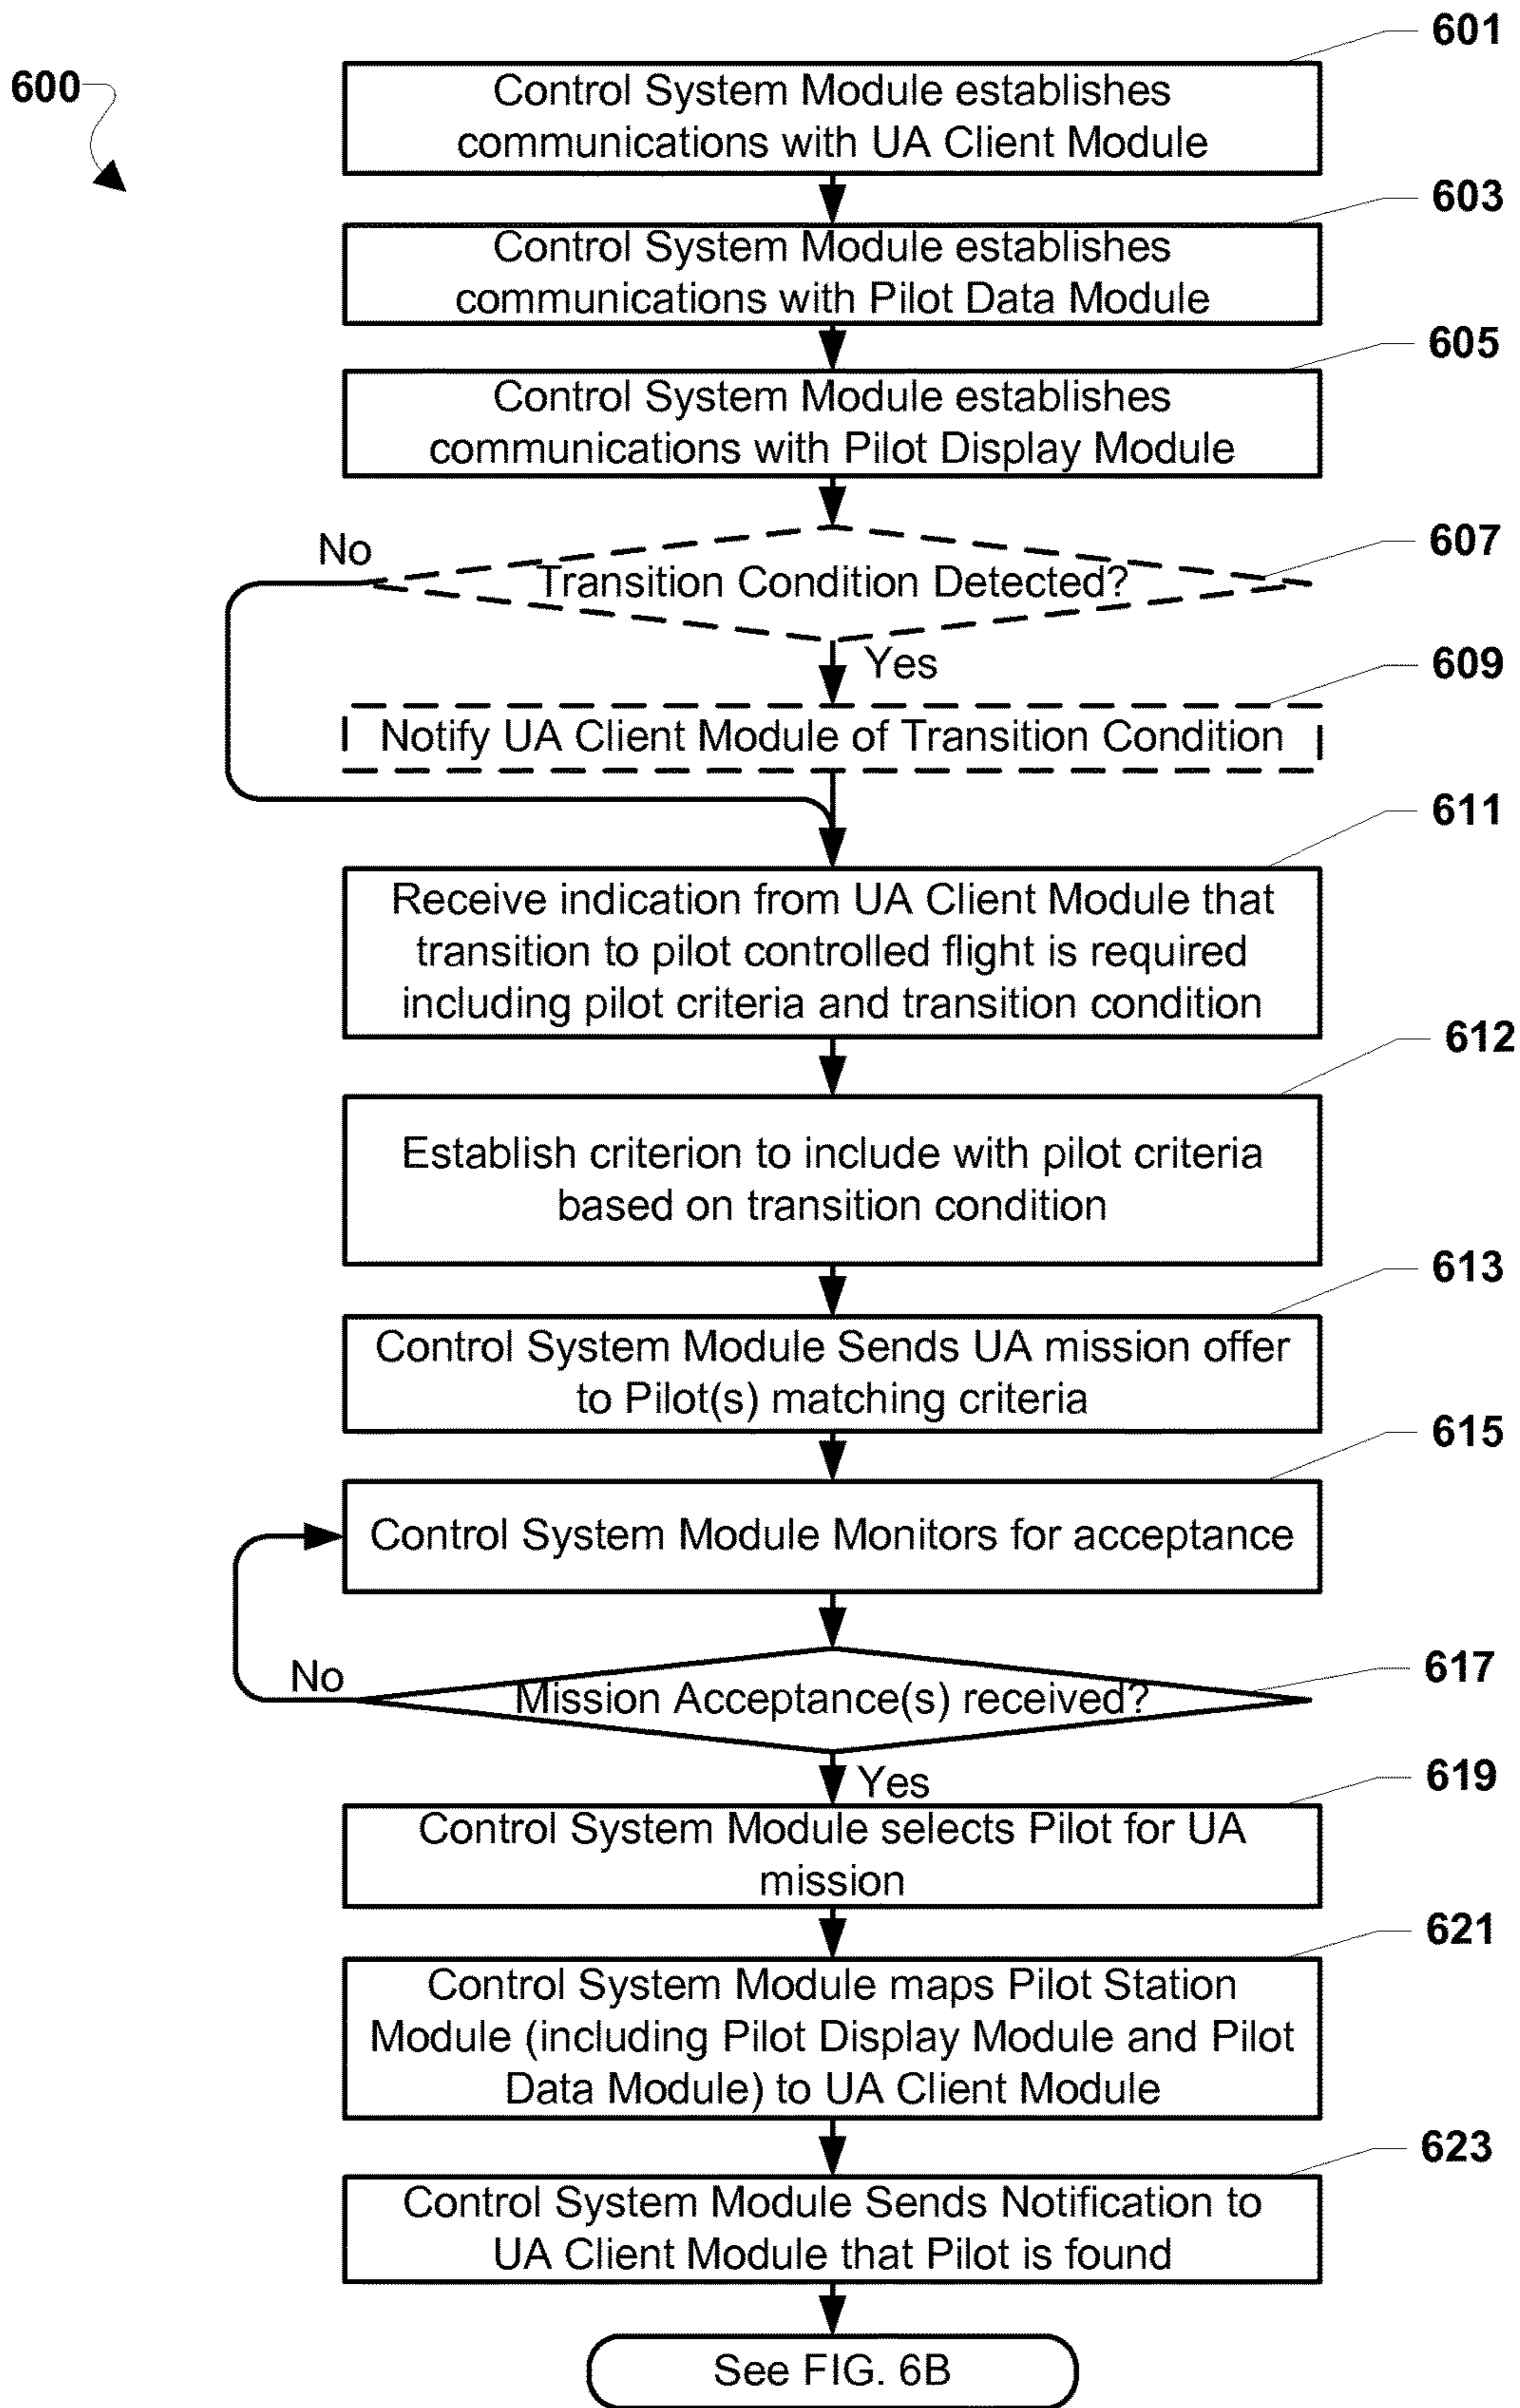 600
601
Control System Module establishes
communications with UA Client Module
603
Control System Module establishes
communications with Pilot Data Module
605
Control System Module establishes
communications with Pilot Display Module
607
No
Transition Condition Detected?
Yes
609
Notify UA Client Module of Transition Condition
611
Receive indication from UA Client Module that
transition to pilot controlled flight is required
including pilot criteria and transition condition
612
Establish criterion to include with pilot criteria
based on transition condition
613
Control System Module Sends UA mission offer
to Pilot(s) matching criteria
615
Control System Module Monitors for acceptance
617
No
Mission Acceptance(s) received?
Yes
619
Control System Module selects Pilot for UA
mission
621
Control System Module maps Pilot Station
Module (including Pilot Display Module and Pilot
Data Module) to UA Client Module
623
Control System Module Sends Notification to
UA Client Module that Pilot is found
See FIG. 6B